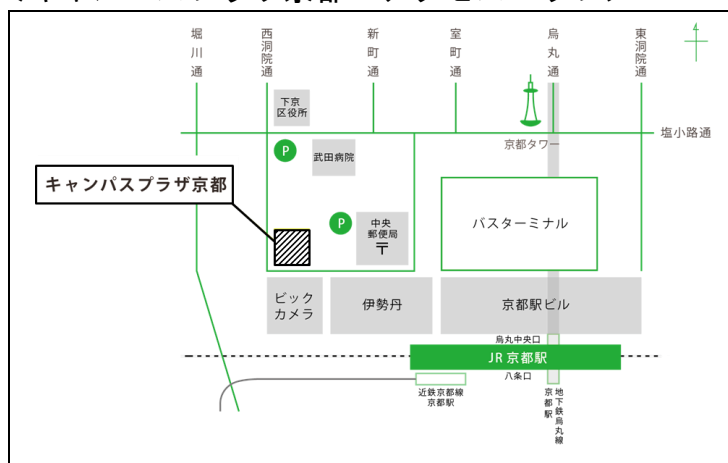 堀川通
西洞院通
新町通
室町通
烏丸通
東洞院通
下京
区役所
塩小路通
京都タワー
P
武田病院
キャンパスプラザ京都
P
中央
郵便局
〒
バスターミナル
ビック
カメラ
伊勢丹
京都駅ビル
烏丸中央口
JR 京都駅
八条口
近鉄京都線
京都駅
地下鉄烏丸線
京都駅